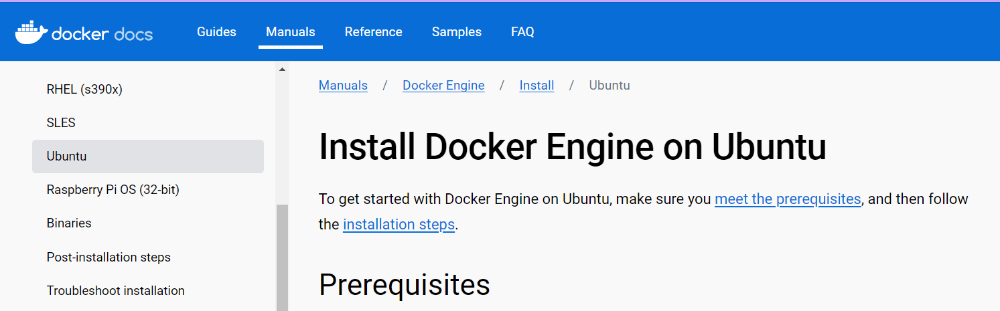 docker docs
Guides Manuals Reference Samples FAQ
RHEL (s390x)
SLES
Ubuntu
Raspberry Pi OS (32-bit)
Binaries
Post-installation steps
Troubleshoot installation
Manuals / Docker Engine / Install / Ubuntu
Install Docker Engine on Ubuntu
To get started with Docker Engine on Ubuntu, make sure you meet the prerequisites, and then follow
the installation steps.
Prerequisites